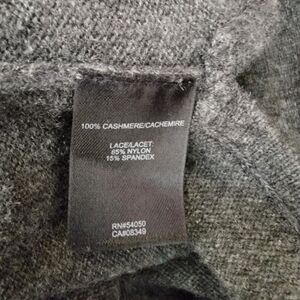 100% CASHMERE/CACHEMIRE
LACE/LACET:
85% NYLON
15% SPANDEX
RN#54050
CA#08349